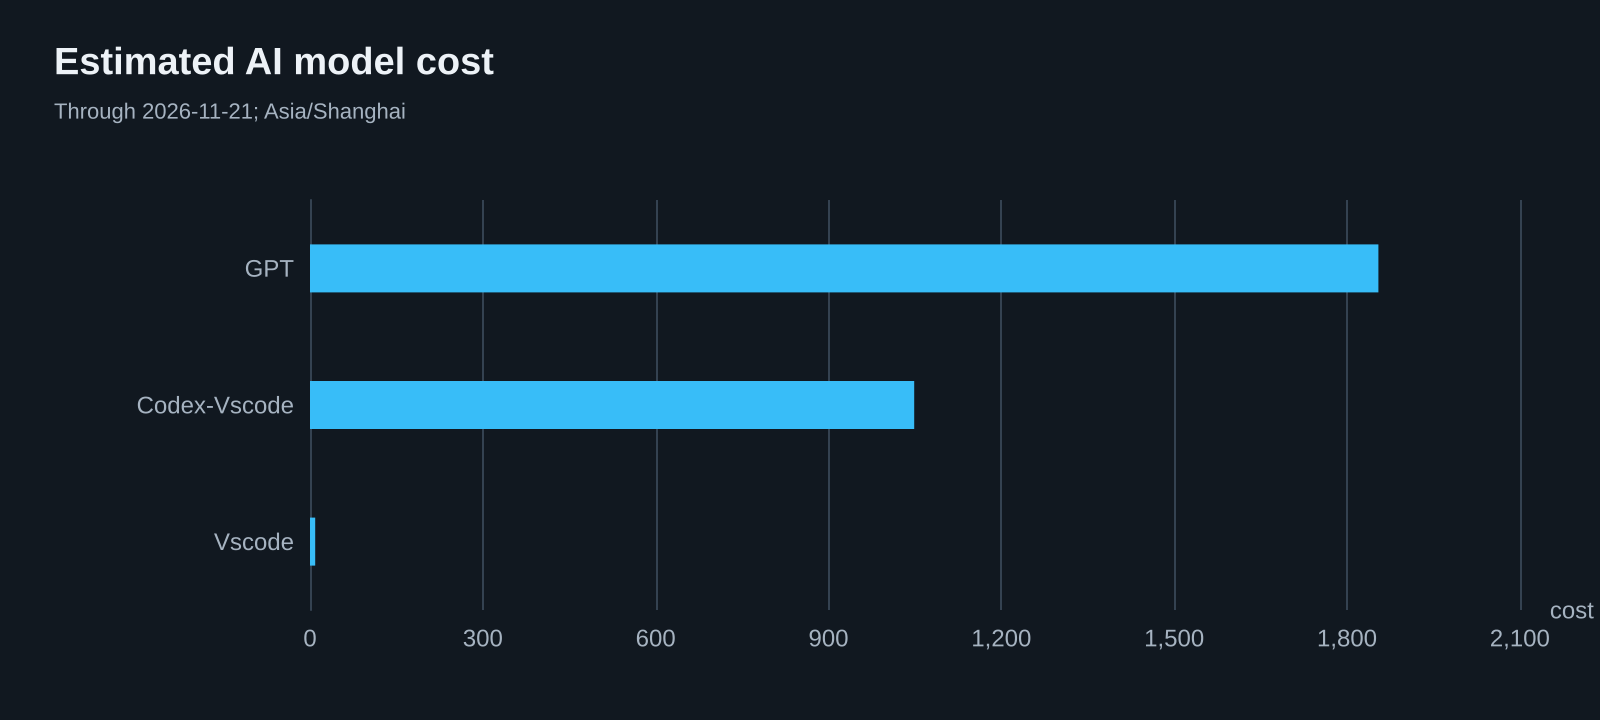 Estimated AI model cost
Through 2026-11-21; Asia/Shanghai
GPT
Codex-Vscode
Vscode
cost
0 300 600 900 1,200 1,500 1,800 2,100